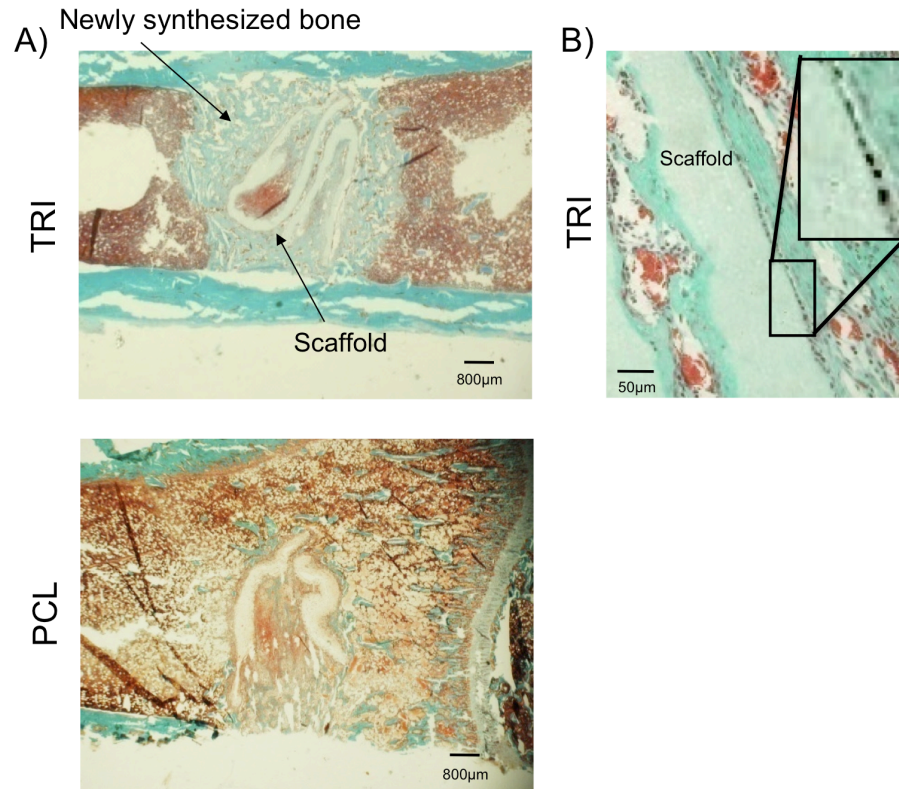 Newly synthesized bone
A)
B)
TRI
Scaffold
800µm
TRI
Scaffold
50µm
PCL
800µm